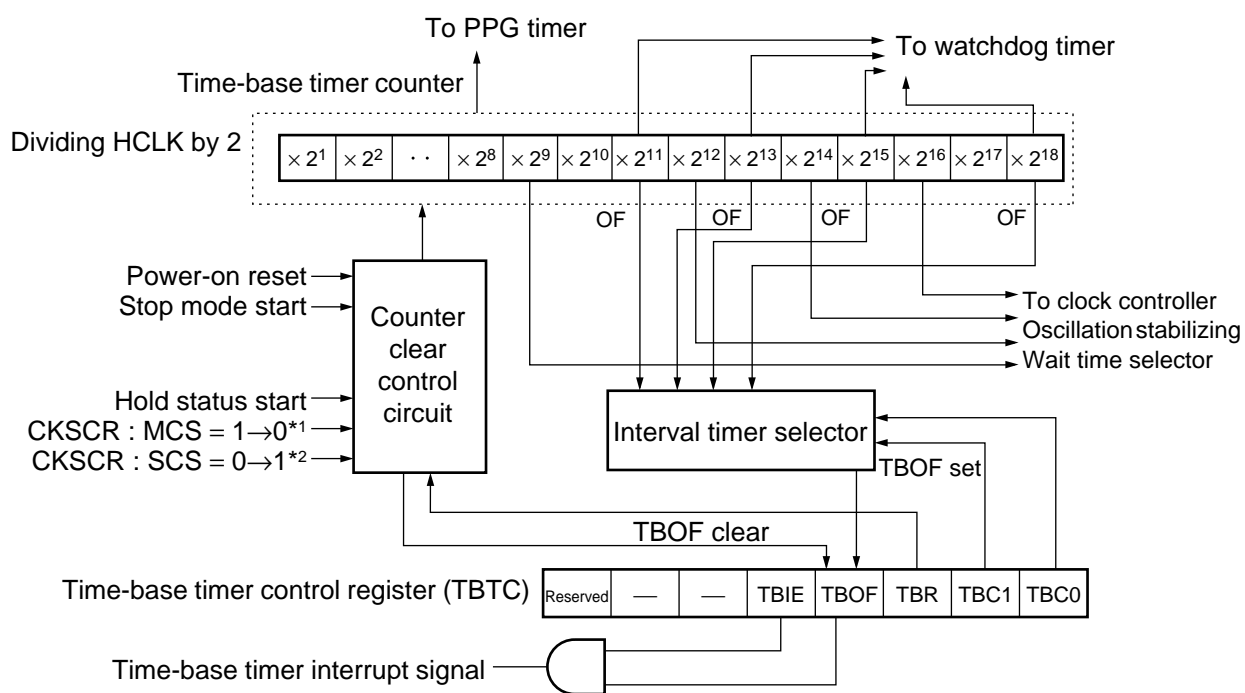 To PPG timer
To watchdog timer
Time-base timer counter
Dividing HCLK by 2
× 2¹ × 2² ·· × 2⁸ × 2⁹ × 2¹⁰ × 2¹¹ × 2¹² × 2¹³ × 2¹⁴ × 2¹⁵ × 2¹⁶ × 2¹⁷ × 2¹⁸
OF OF OF OF
Power-on reset
Stop mode start
Counter
clear
control
circuit
To clock controller
Oscillation stabilizing
Wait time selector
Hold status start
CKSCR : MCS = 1→0*¹
CKSCR : SCS = 0→1*²
Interval timer selector
TBOF set
TBOF clear
Time-base timer control register (TBTC)
Reserved — — TBIE TBOF TBR TBC1 TBC0
Time-base timer interrupt signal